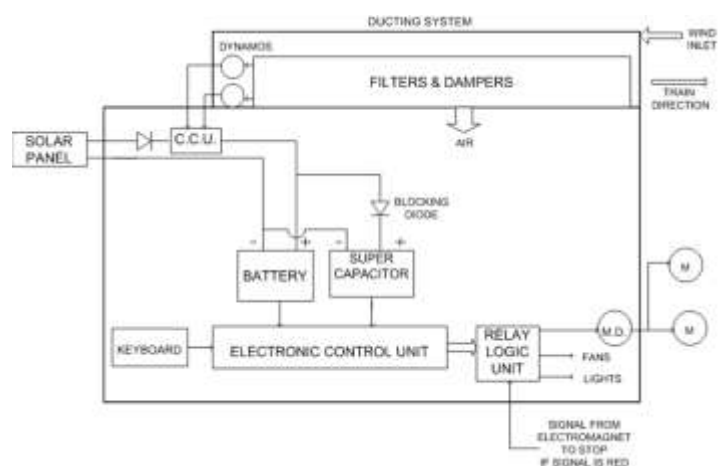 DUCTING SYSTEM
DYNAMOS
WIND
INLET
FILTERS & DAMPERS
TRAIN
DIRECTION
SOLAR
PANEL
C.C.U.
AIR
BLOCKING
DIODE
- + - +
BATTERY
SUPER
CAPACITOR
M
KEYBOARD
ELECTRONIC CONTROL UNIT
RELAY
LOGIC
UNIT
M.D.
M
FANS
LIGHTS
SIGNAL FROM
ELECTROMAGNET
TO STOP
IF SIGNAL IS RED